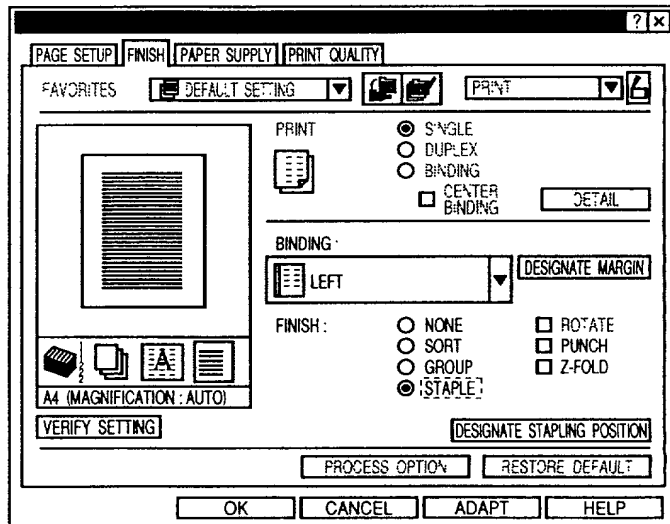 ? ×
PAGE SETUP FINISH PAPER SUPPLY PRINT QUALITY
FAVORITES DEFAULT SETTING PRINT
PRINT SINGLE
DUPLEX
BINDING
CENTER BINDING DETAIL
BINDING :
LEFT DESIGNATE MARGIN
FINISH : NONE ROTATE
SORT PUNCH
GROUP Z-FOLD
STAPLE
A
A4 (MAGNIFICATION : AUTO)
VERIFY SETTING DESIGNATE STAPLING POSITION
PROCESS OPTION RESTORE DEFAULT
OK CANCEL ADAPT HELP